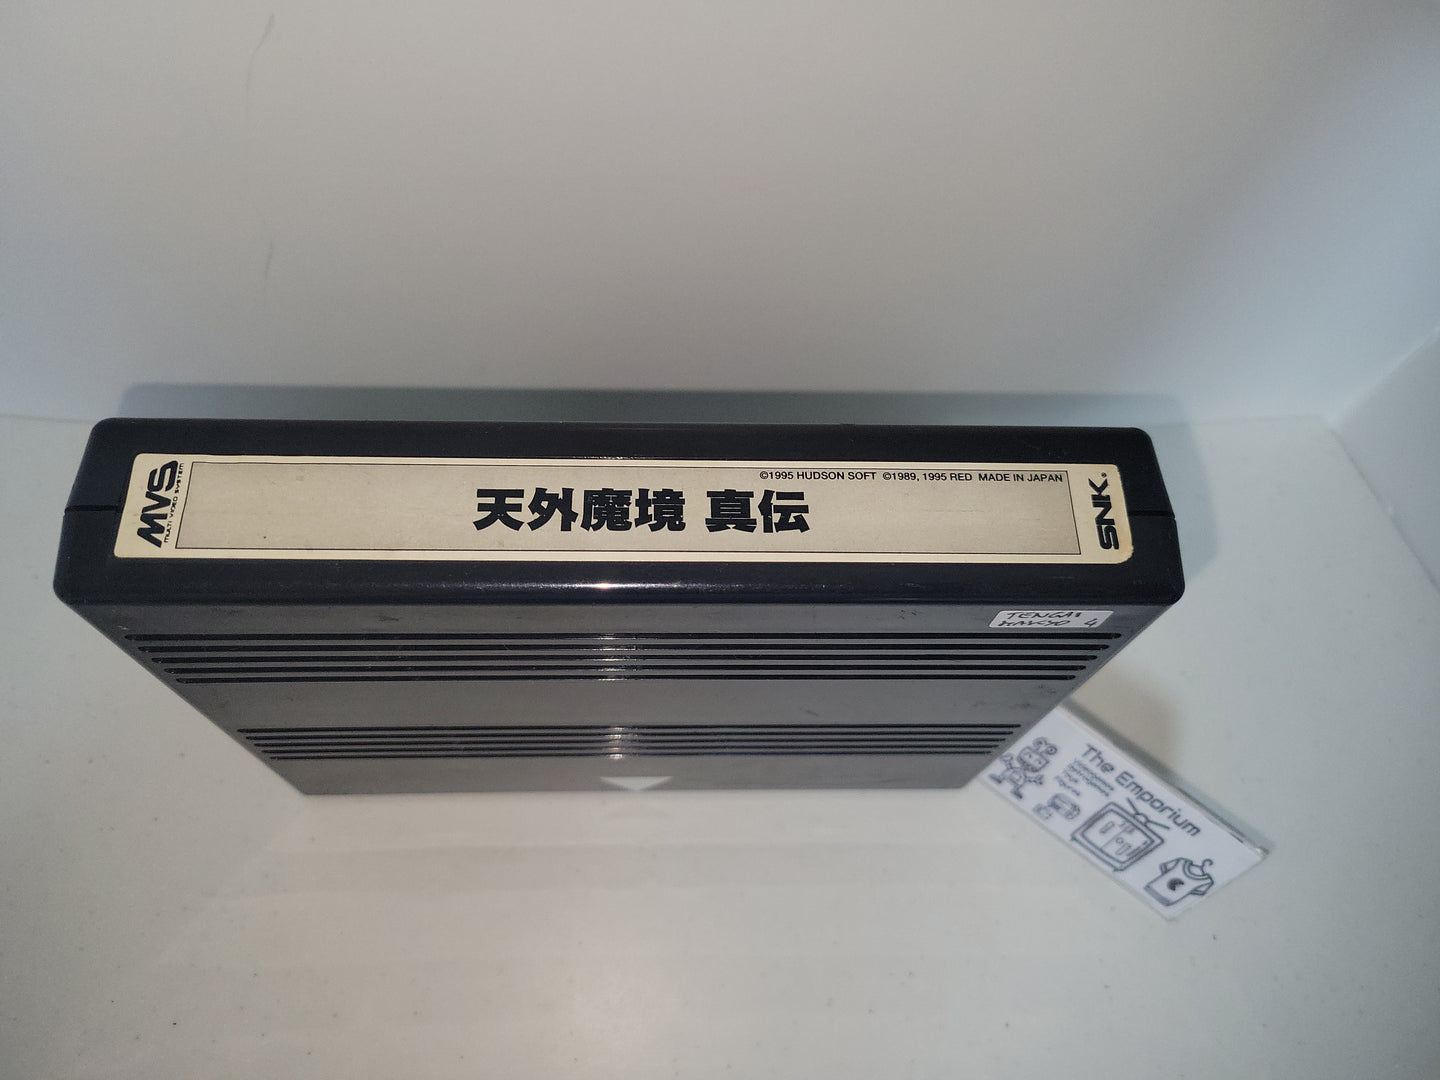 MVS
MULTI VIDEO SYSTEM
©1995 HUDSON SOFT ©1989, 1995 RED MADE IN JAPAN
天外魔境 真伝
SNK
TENGAI
MAKYO 4
The Emporium